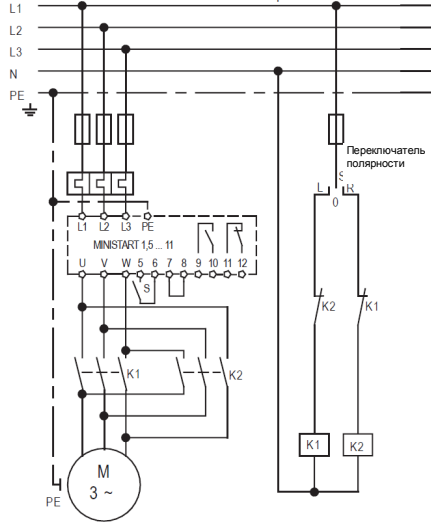 L1
L2
L3
N
PE
Переключатель
полярности
S
L R
0
L1 L2 L3 PE
MINISTART 1,5 ... 11
U V W 5 6 7 8 9 10 11 12
S
K2 K1
K1 K2
K1 K2
M
3 ~
PE